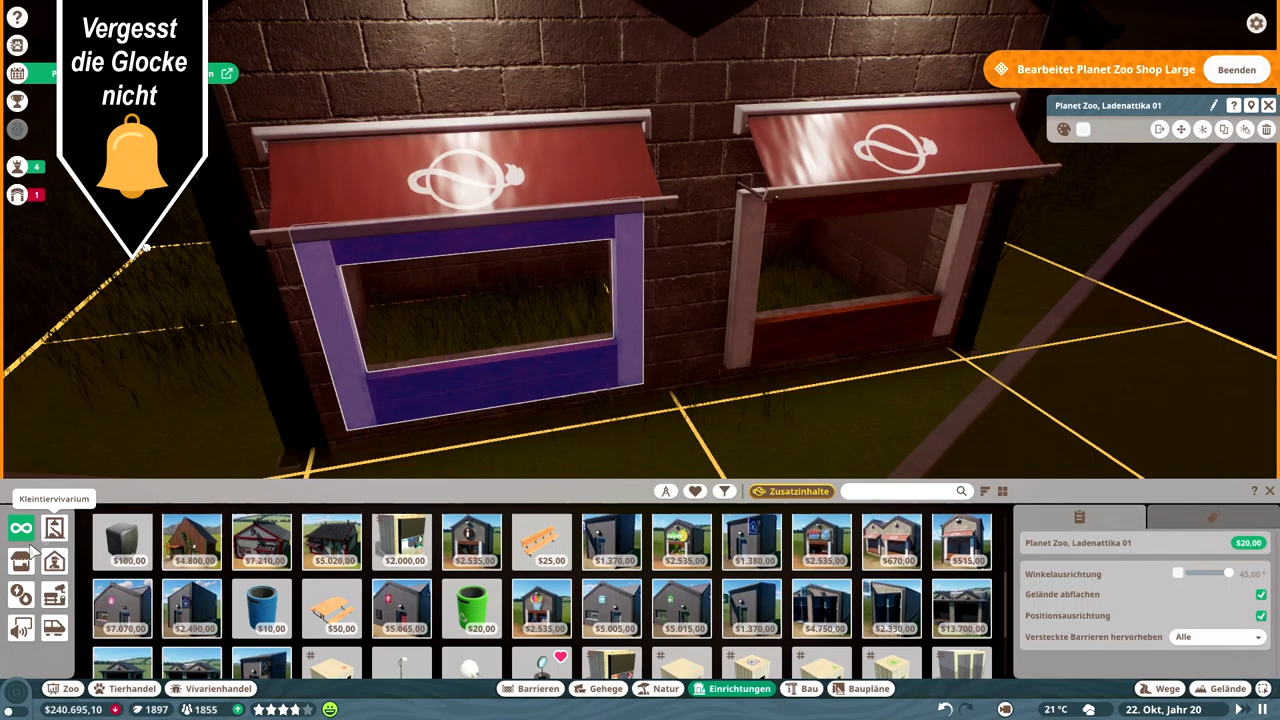 Vergesst
die Glocke
nicht
Bearbeitet Planet Zoo Shop Large
Beenden
Planet Zoo, Ladenattika 01
4
1
Kleintiervivarium
Zusatzinhalte
$100,00
$4.800,00
$7.210,00
$5.020,00
$2.000,00
$2.535,00
$25,00
$1.370,00
$2.535,00
$1.380,00
$2.535,00
$670,00
$515,00
$7.070,00
$2.490,00
$10,00
$50,00
$5.065,00
$20,00
$2.535,00
$5.005,00
$5.015,00
$1.370,00
$4.750,00
$2.330,00
$13.700,00
Planet Zoo, Ladenattika 01
$20,00
Winkelausrichtung
45,00°
Gelände abflachen
Positionsausrichtung
Versteckte Barrieren hervorheben
Alle
Zoo
Tierhandel
Vivarienhandel
Barrieren
Gehege
Natur
Einrichtungen
Bau
Baupläne
Wege
Gelände
$240.695,10
1897
1855
21 °C
22. Okt, Jahr 20